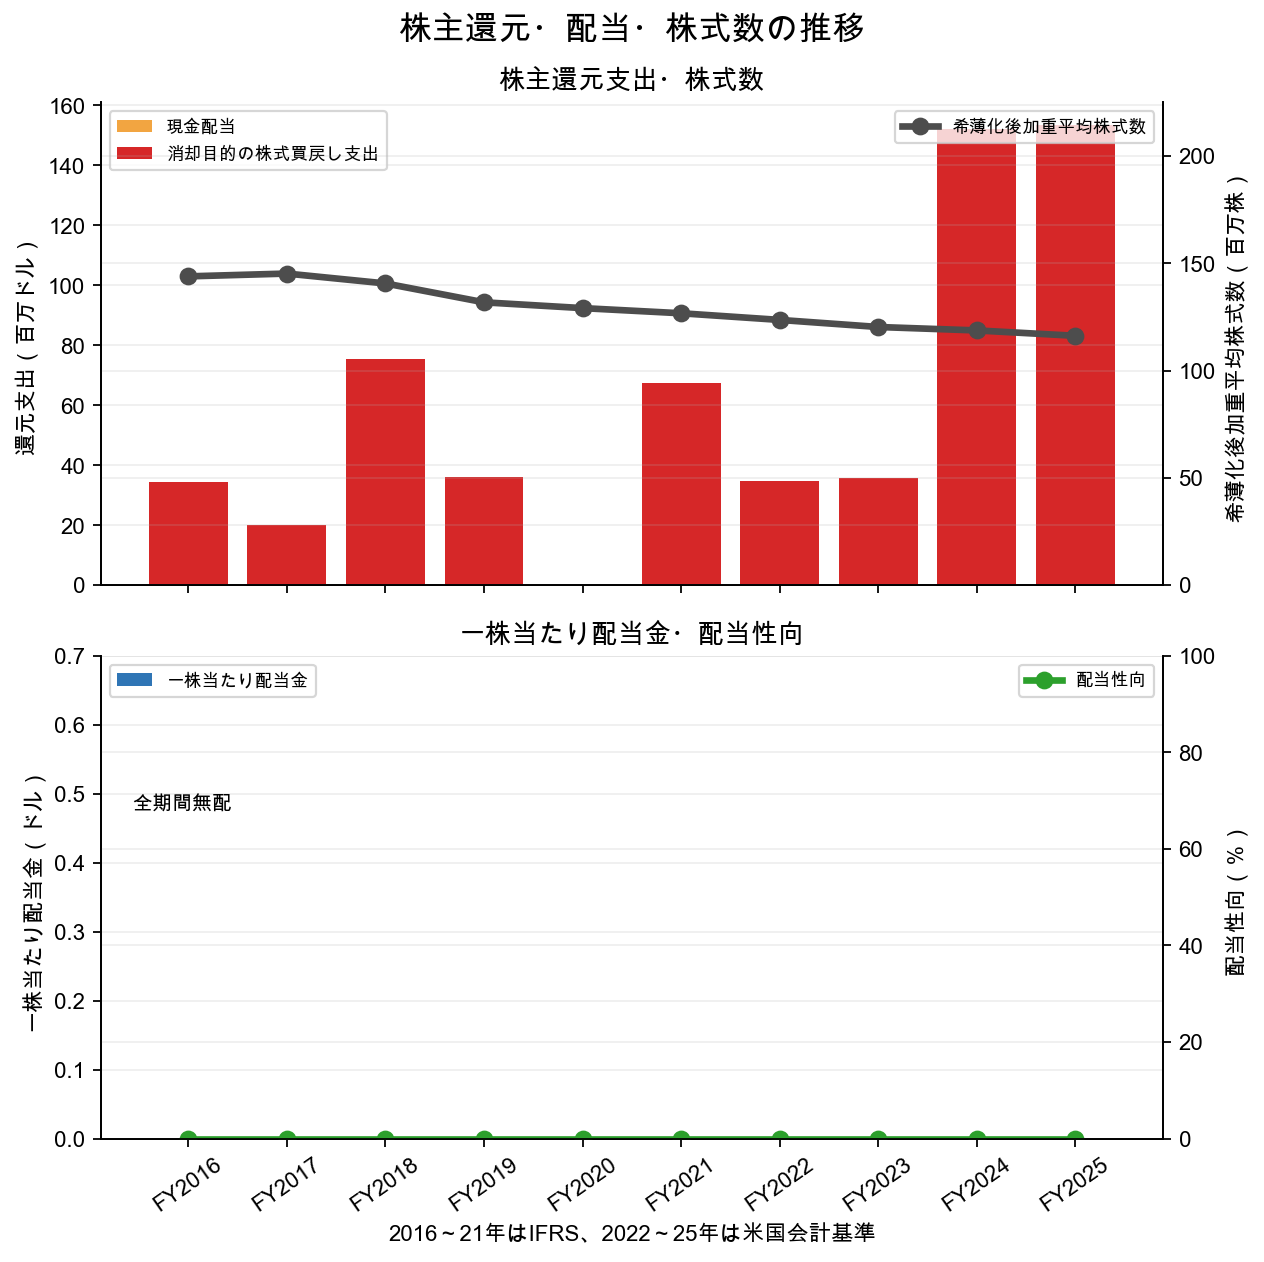 株主還元・配当・株式数の推移
株主還元支出・株式数
現金配当
消却目的の株式買戻し支出
希薄化後加重平均株式数
160
140
120
100
80
60
40
20
0
還元支出(百万ドル)
200
150
100
50
0
希薄化後加重平均株式数(百万株)
一株当たり配当金・配当性向
一株当たり配当金
配当性向
全期間無配
0.7
0.6
0.5
0.4
0.3
0.2
0.1
0.0
一株当たり配当金(ドル)
100
80
60
40
20
0
配当性向(%)
FY2016
FY2017
FY2018
FY2019
FY2020
FY2021
FY2022
FY2023
FY2024
FY2025
2016~21年はIFRS、2022~25年は米国会計基準